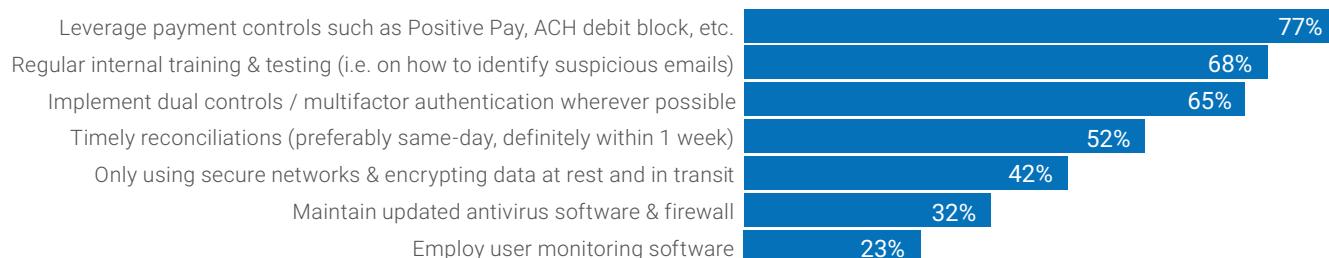 Leverage payment controls such as Positive Pay, ACH debit block, etc. 77%
Regular internal training & testing (i.e. on how to identify suspicious emails) 68%
Implement dual controls / multifactor authentication wherever possible 65%
Timely reconciliations (preferably same-day, definitely within 1 week) 52%
Only using secure networks & encrypting data at rest and in transit 42%
Maintain updated antivirus software & firewall 32%
Employ user monitoring software 23%